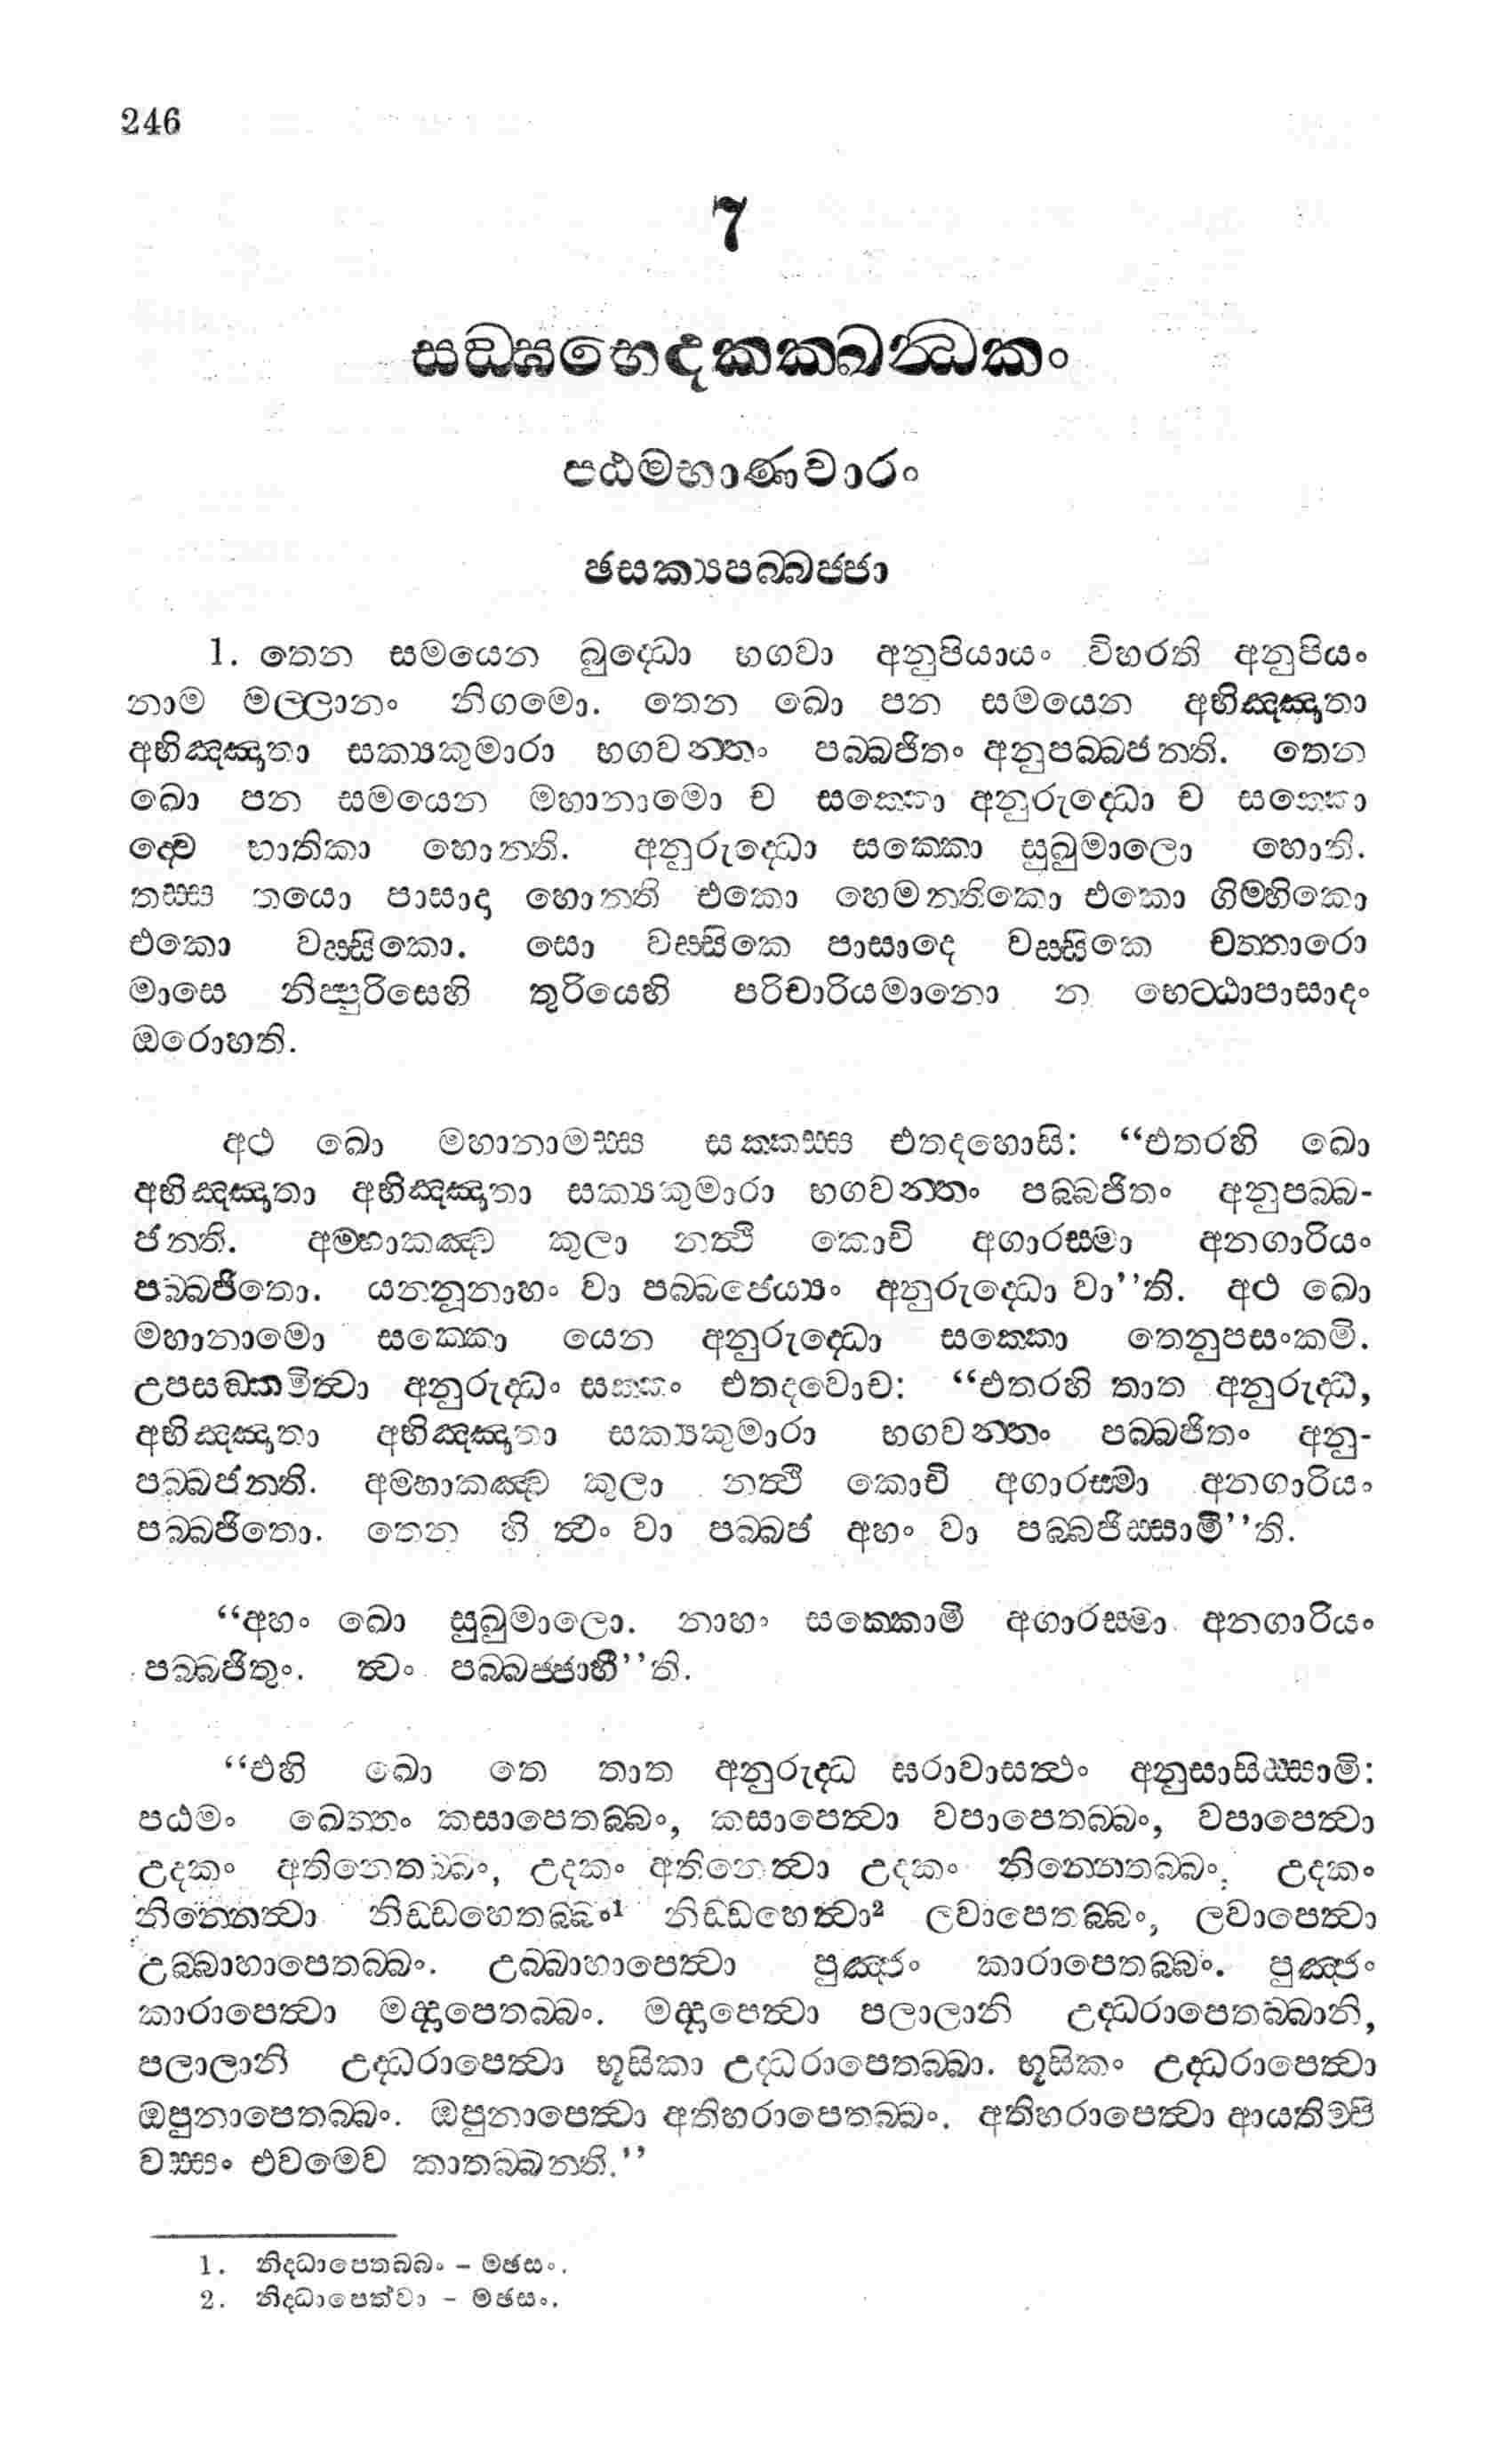 246
7
සඞ්ඝභෙදකක්ඛන්ධකං
පඨමභාණවාරං
ඡසක්‍යපබ්බජ්ජා
1. තෙන සමයෙන බුද්ධො භගවා අනුපියායං විහරති අනුපියං
නාම මල්ලානං නිගමො. තෙන ඛො පන සමයෙන අභිඤ්ඤාතා
අභිඤ්ඤාතා සක්‍යකුමාරා භගවන්තං පබ්බජිතං අනුපබ්බජන්ති. තෙන
ඛො පන සමයෙන මහානාමො ච සක්කො අනුරුද්ධො ච සක්කො
ද්වෙ භාතිකා හොන්ති. අනුරුද්ධො සක්කො සුඛුමාලො හොති.
තස්ස තයො පාසාදා හොන්ති එකො හෙමන්තිකො එකො ගිම්හිකො
එකො වස්සිකො. සො වස්සිකෙ පාසාදෙ වස්සිකෙ චත්තාරො
මාසෙ නිප්පුරිසෙහි තුරියෙහි පරිචාරියමානො න හෙට්ඨාපාසාදං
ඔරොහති.
අථ ඛො මහානාමස්ස සක්කස්ස එතදහොසි: “එතරහි ඛො
අභිඤ්ඤාතා අභිඤ්ඤාතා සක්‍යකුමාරා භගවන්තං පබ්බජිතං අනුපබ්බ-
ජන්ති. අම්හාකඤ්ච කුලා නත්ථි කොචි අගාරස්මා අනගාරියං
පබ්බජිතො. යන්නූනාහං වා පබ්බජෙය්‍යං අනුරුද්ධො වා’’ති. අථ ඛො
මහානාමො සක්කො යෙන අනුරුද්ධො සක්කො තෙනුපසංකමි.
උපසඞ්කමිත්වා අනුරුද්ධං සක්කං එතදවොච: “එතරහි තාත අනුරුද්ධ,
අභිඤ්ඤාතා අභිඤ්ඤාතා සක්‍යකුමාරා භගවන්තං පබ්බජිතං අනු-
පබ්බජන්ති. අම්හාකඤ්ච කුලා නත්ථි කොචි අගාරස්මා අනගාරියං
පබ්බජිතො. තෙන හි ත්වං වා පබ්බජ අහං වා පබ්බජිස්සාමී’’ති.
“අහං ඛො සුඛුමාලො. නාහං සක්කොමි අගාරස්මා අනගාරියං
පබ්බජිතුං. ත්වං පබ්බජ්ජාහී’’ති.
“එහි ඛො තෙ තාත අනුරුද්ධ ඝරාවාසත්ථං අනුසාසිස්සාමි:
පඨමං ඛෙත්තං කසාපෙතබ්බං, කසාපෙත්වා වපාපෙතබ්බං, වපාපෙත්වා
උදකං අතිනෙතබ්බං, උදකං අතිනෙත්වා උදකං නින්නෙතබ්බං, උදකං
නින්නෙත්වා නිඩ්ඩහෙතබ්බං¹ නිඩ්ඩහෙත්වා² ලවාපෙතබ්බං, ලවාපෙත්වා
උබ්බාහාපෙතබ්බං. උබ්බාහාපෙත්වා පුඤ්ජං කාරාපෙතබ්බං. පුඤ්ජං
කාරාපෙත්වා මද්දාපෙතබ්බං. මද්දාපෙත්වා පලාලානි උද්ධරාපෙතබ්බානි,
පලාලානි උද්ධරාපෙත්වා භූසිකා උද්ධරාපෙතබ්බා. භූසිකං උද්ධරාපෙත්වා
ඔපුනාපෙතබ්බං. ඔපුනාපෙත්වා අතිහරාපෙතබ්බං. අතිහරාපෙත්වා ආයතිම්පි
වස්සං එවමෙව කාතබ්බන්ති.’’
1. නිද්ධාපෙතබ්බං – මඡසං.
2. නිද්ධාපෙත්වා – මඡසං.